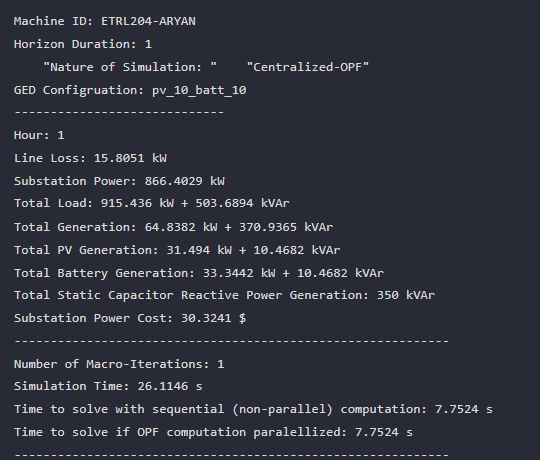 Machine ID: ETRL204-ARYAN
Horizon Duration: 1
"Nature of Simulation: " "Centralized-OPF"
GED Configruation: pv_10_batt_10
-----------------------------
Hour: 1
Line Loss: 15.8051 kW
Substation Power: 866.4029 kW
Total Load: 915.436 kW + 503.6894 kVAr
Total Generation: 64.8382 kW + 370.9365 kVAr
Total PV Generation: 31.494 kW + 10.4682 kVAr
Total Battery Generation: 33.3442 kW + 10.4682 kVAr
Total Static Capacitor Reactive Power Generation: 350 kVAr
Substation Power Cost: 30.3241 $
------------------------------------------------------------
Number of Macro-Iterations: 1
Simulation Time: 26.1146 s
Time to solve with sequential (non-parallel) computation: 7.7524 s
Time to solve if OPF computation paralellized: 7.7524 s
------------------------------------------------------------